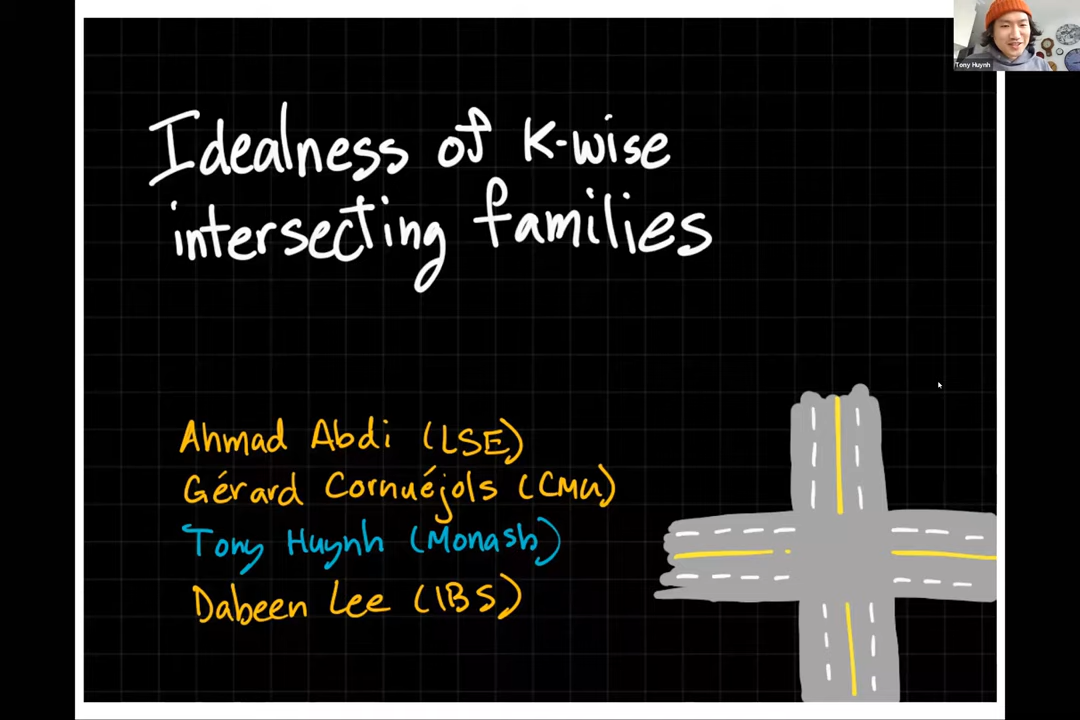 Tony Huynh
Idealness of K-wise
intersecting families
Ahmad Abdi (LSE)
Gérard Cornuéjols (CMU)
Tony Huynh (Monash)
Dabeen Lee (IBS)